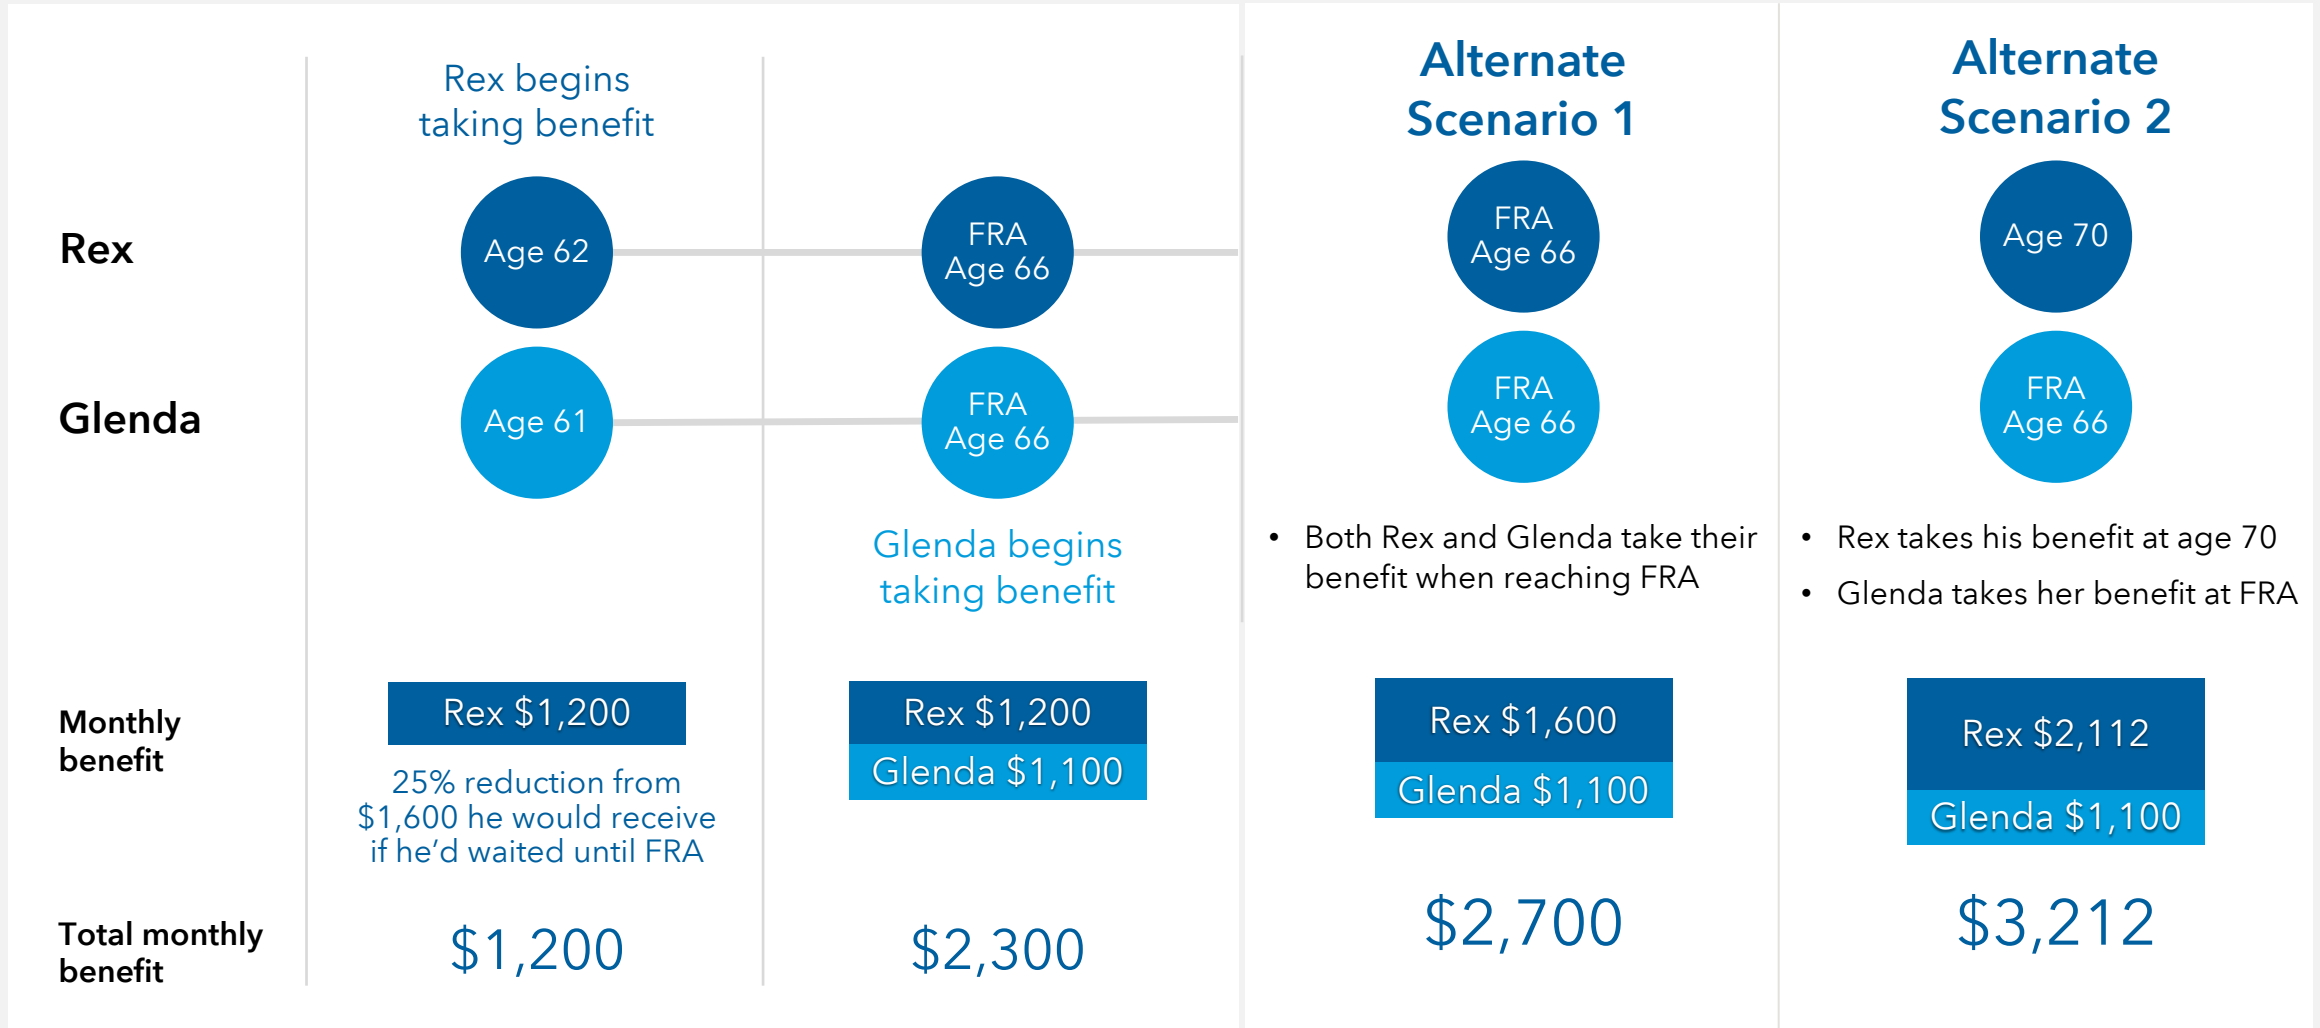 Rex begins
taking benefit
Rex
Age 62
FRA
Age 66
Glenda
Age 61
FRA
Age 66
Glenda begins
taking benefit
Monthly
benefit
Rex $1,200
25% reduction from
$1,600 he would receive
if he’d waited until FRA
Rex $1,200
Glenda $1,100
Total monthly
benefit
$1,200
$2,300
Alternate
Scenario 1
FRA
Age 66
FRA
Age 66
• Both Rex and Glenda take their
benefit when reaching FRA
Rex $1,600
Glenda $1,100
$2,700
Alternate
Scenario 2
Age 70
FRA
Age 66
• Rex takes his benefit at age 70
• Glenda takes her benefit at FRA
Rex $2,112
Glenda $1,100
$3,212